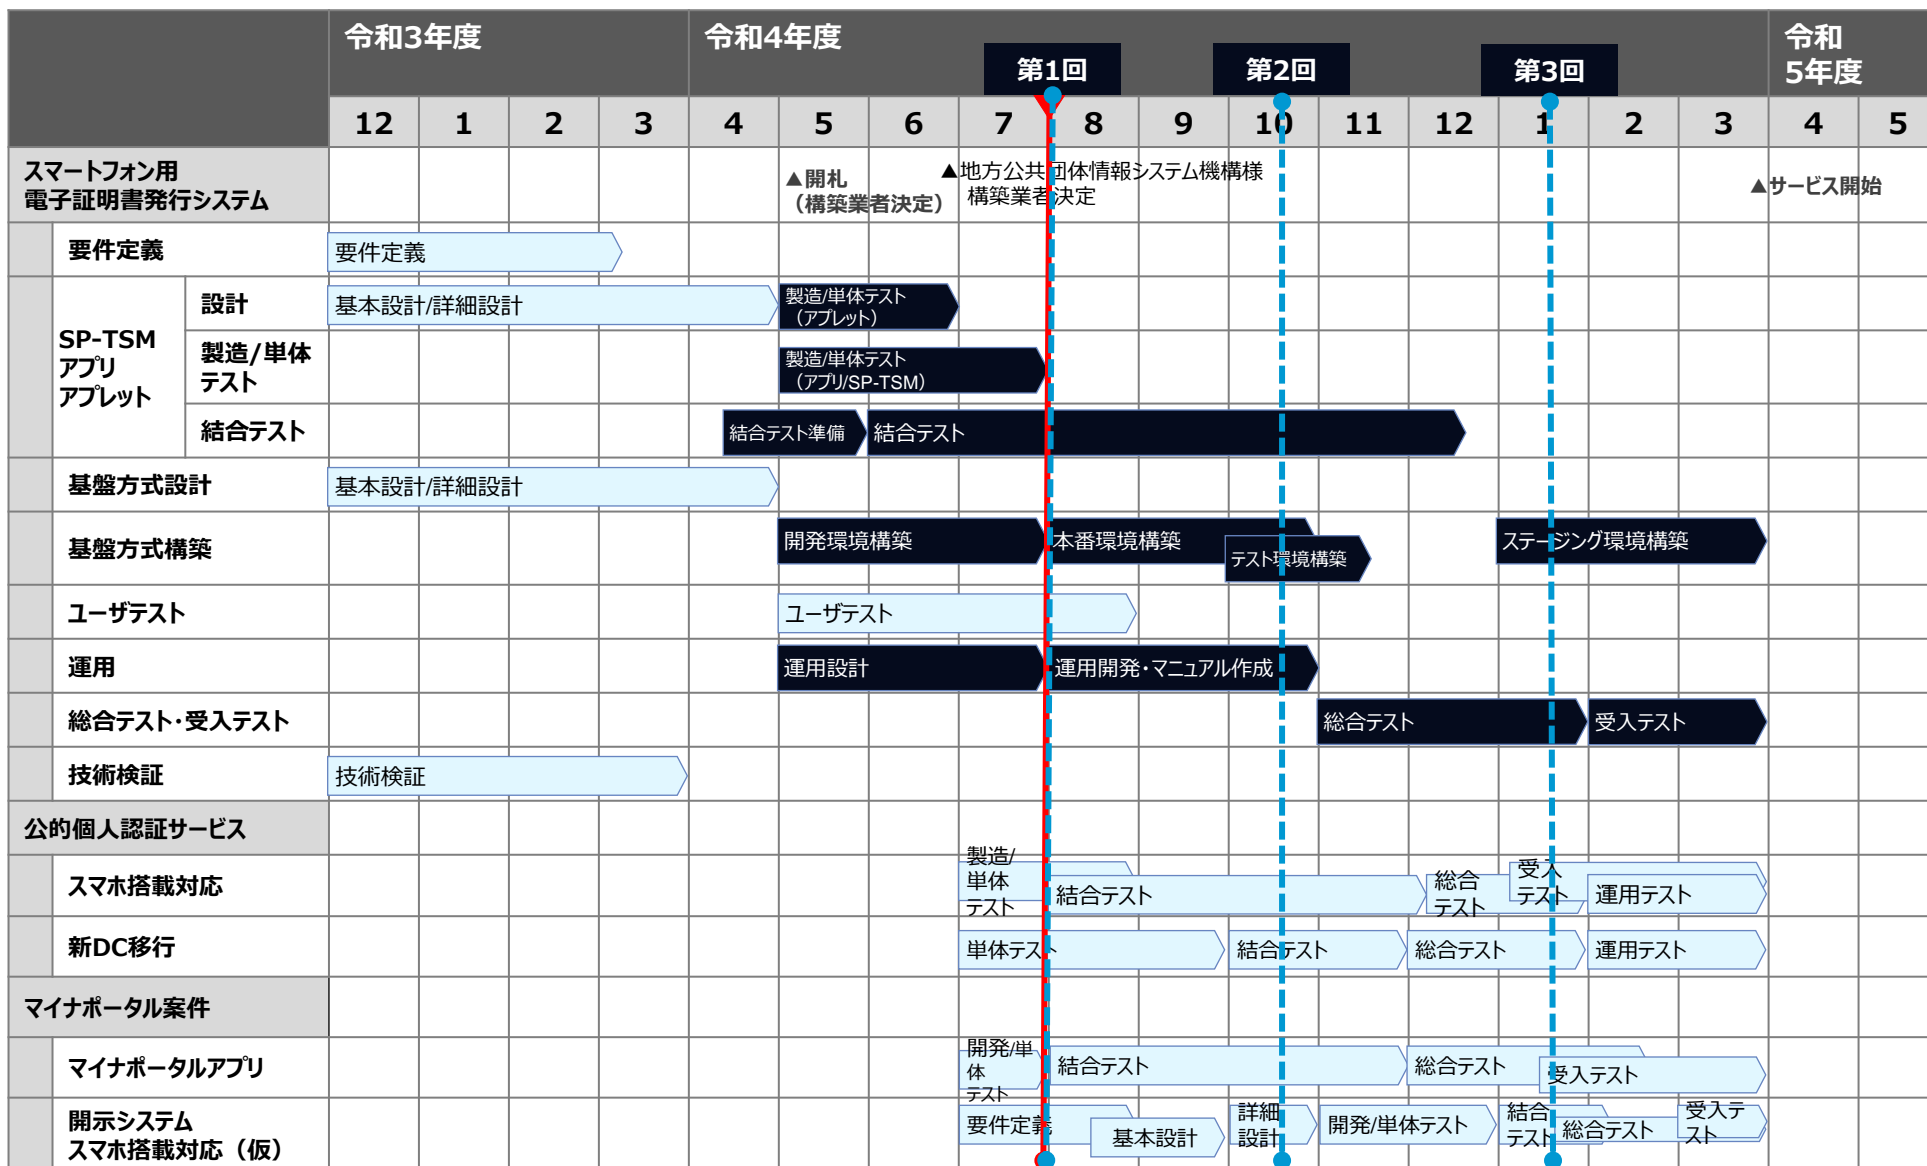 令和3年度
令和4年度
令和
5年度
第1回
第2回
第3回
12 1 2 3 4 5 6 7 8 9 10 11 12 1 2 3 4 5
スマートフォン用
電子証明書発行システム
▲開札
（構築業者決定）
▲地方公共団体情報システム機構様
構築業者決定
▲サービス開始
要件定義
要件定義
SP-TSM
アプリ
アプレット
設計
基本設計/詳細設計
製造/単体テスト
（アプレット）
製造/単体
テスト
製造/単体テスト
（アプリ/SP-TSM）
結合テスト
結合テスト準備
結合テスト
基盤方式設計
基本設計/詳細設計
基盤方式構築
開発環境構築
本番環境構築
テスト環境構築
ステージング環境構築
ユーザテスト
ユーザテスト
運用
運用設計
運用開発・マニュアル作成
総合テスト・受入テスト
総合テスト
受入テスト
技術検証
技術検証
公的個人認証サービス
スマホ搭載対応
製造/
単体
テスト
結合テスト
総合
テスト
受入
テスト
運用テスト
新DC移行
単体テスト
結合テスト
総合テスト
運用テスト
マイナポータル案件
マイナポータルアプリ
開発/単
体
テスト
結合テスト
総合テスト
受入テスト
開示システム
スマホ搭載対応（仮）
要件定義
基本設計
詳細
設計
開発/単体テスト
結合
テスト
総合テスト
受入テ
スト